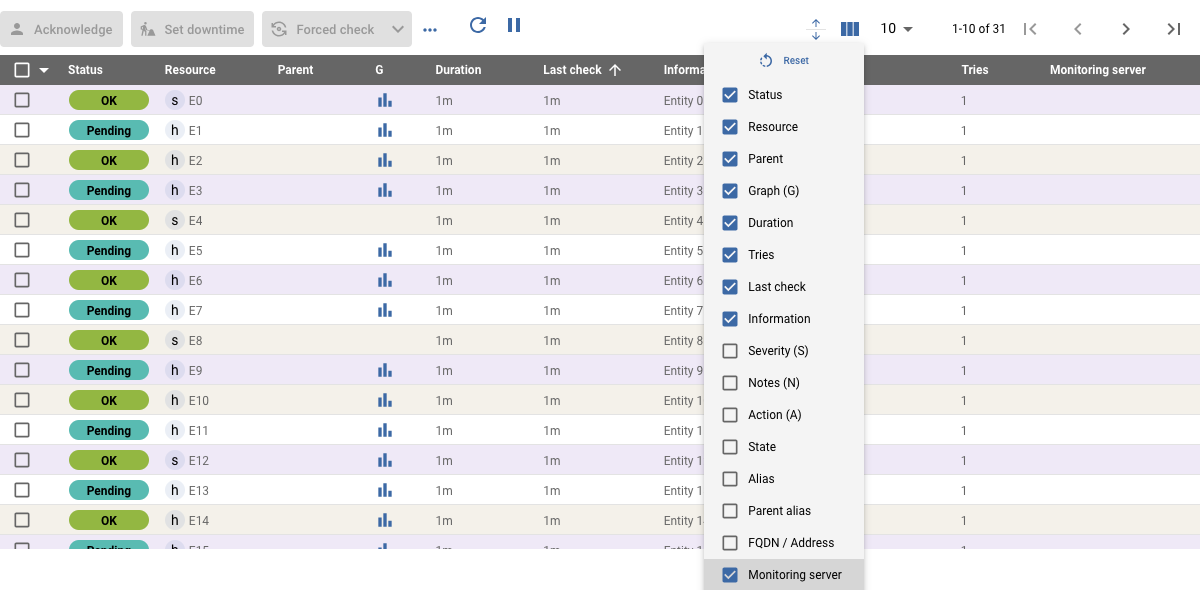 Acknowledge Set downtime Forced check ... 10 1-10 of 31
Status Resource Parent G Duration Last check Informa Tries Monitoring server
OK s E0 1m 1m Entity 0 1
Pending h E1 1m 1m Entity 1 1
OK h E2 1m 1m Entity 2 1
Pending h E3 1m 1m Entity 3 1
OK s E4 1m 1m Entity 4 1
Pending h E5 1m 1m Entity 5 1
OK h E6 1m 1m Entity 6 1
Pending h E7 1m 1m Entity 7 1
OK s E8 1m 1m Entity 8 1
Pending h E9 1m 1m Entity 9 1
OK h E10 1m 1m Entity 1 1
Pending h E11 1m 1m Entity 1 1
OK s E12 1m 1m Entity 1 1
Pending h E13 1m 1m Entity 1 1
OK h E14 1m 1m Entity 1 1
Pending h E15 1m 1m Entity 1 1
Reset
Status
Resource
Parent
Graph (G)
Duration
Tries
Last check
Information
Severity (S)
Notes (N)
Action (A)
State
Alias
Parent alias
FQDN / Address
Monitoring server